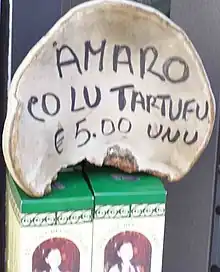 AMARO
CO LU TARTUFU
€ 5.00 UNU